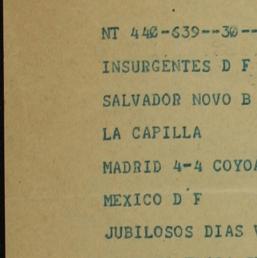 NT 440-639--30--
INSURGENTES D F
SALVADOR NOVO B
LA CAPILLA
MADRID 4-4 COYOA
MEXICO D F
JUBILOSOS DIAS V